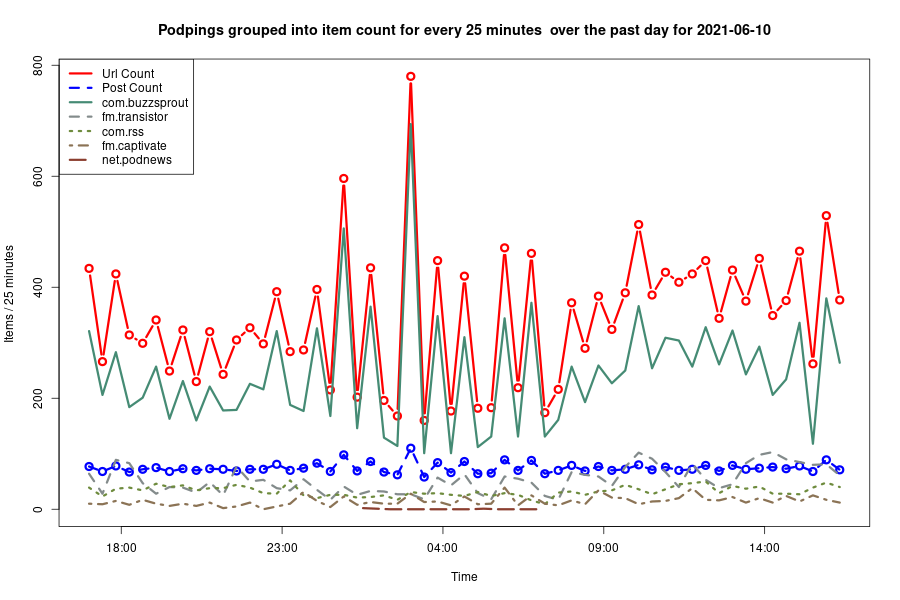 Podpings grouped into item count for every 25 minutes  over the past day for 2021-06-10
Url Count
Post Count
com.buzzsprout
fm.transistor
com.rss
fm.captivate
net.podnews
800
600
400
200
0
Items / 25 minutes
18:00 23:00 04:00 09:00 14:00
Time